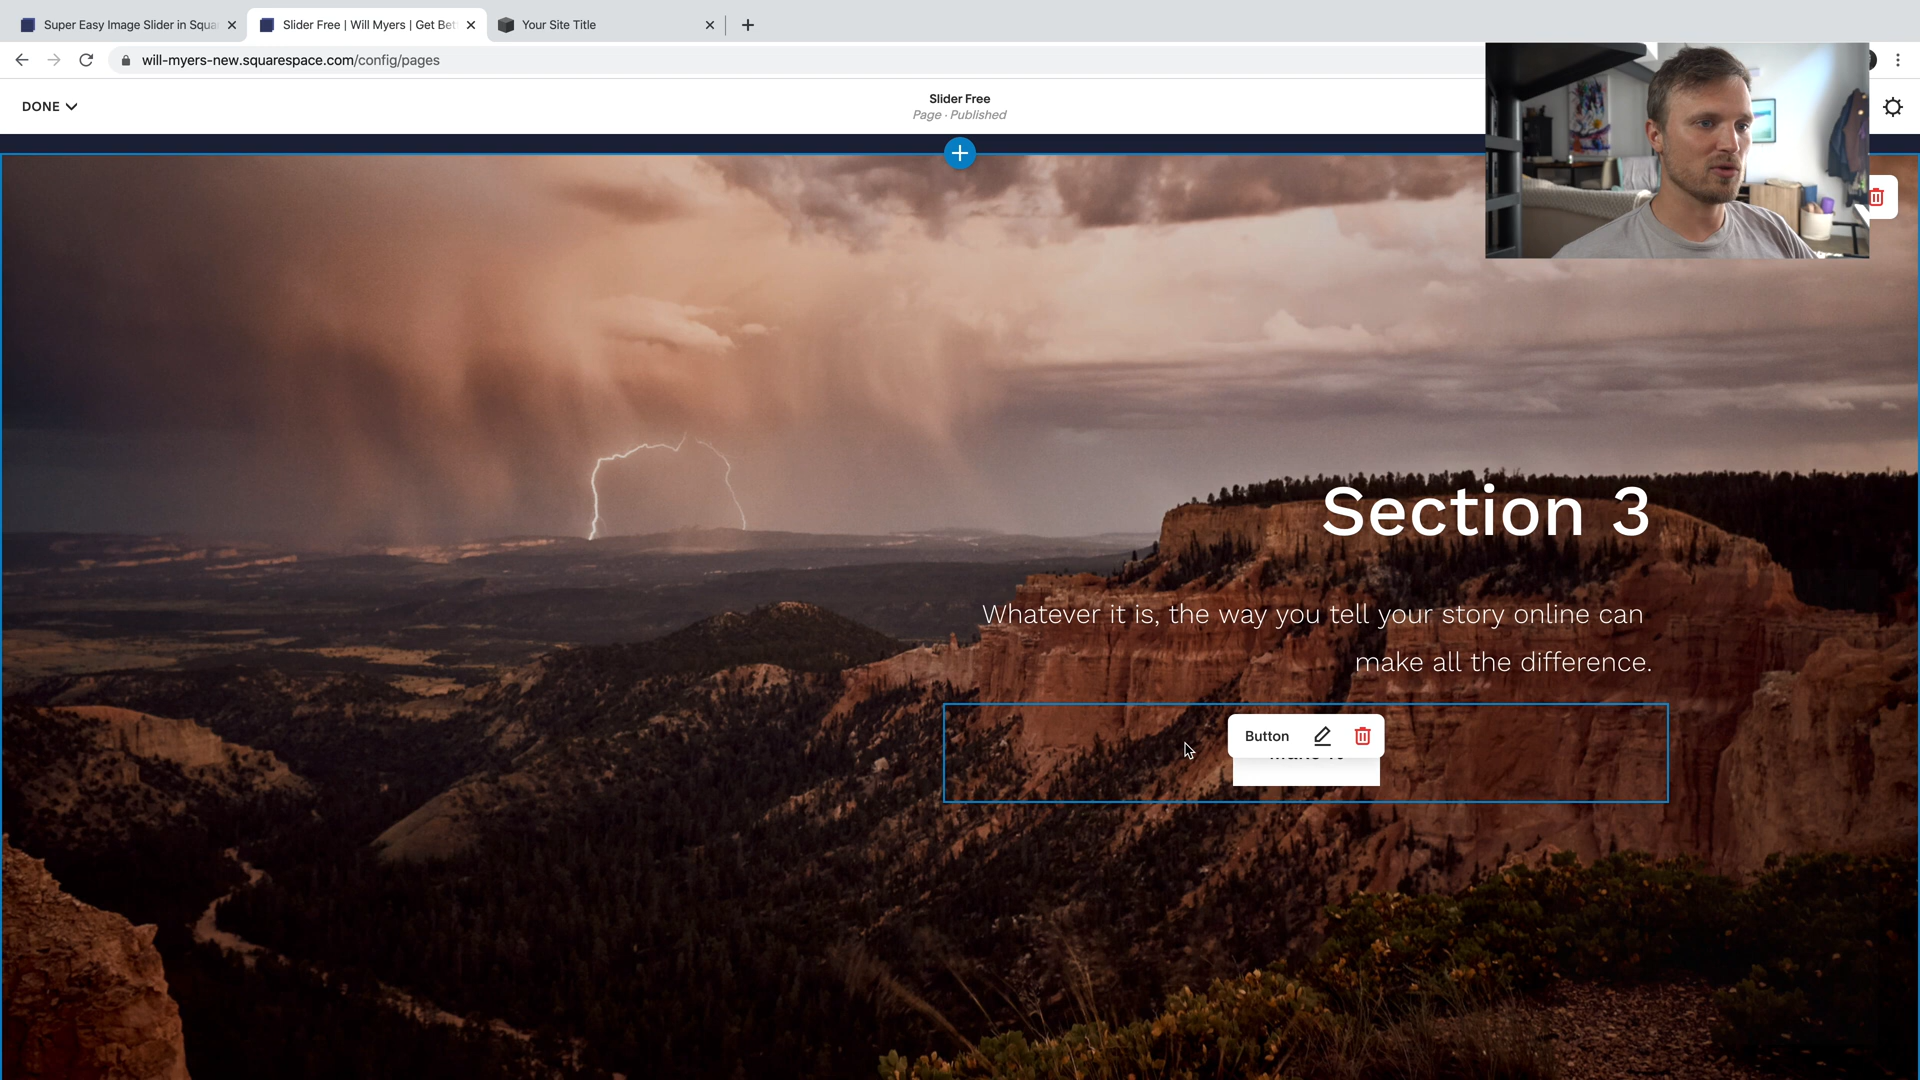 Super Easy Image Slider in Squa
Slider Free | Will Myers | Get Bet
Your Site Title
will-myers-new.squarespace.com/config/pages
DONE
Slider Free
Page · Published
Section 3
Whatever it is, the way you tell your story online can
make all the difference.
Button